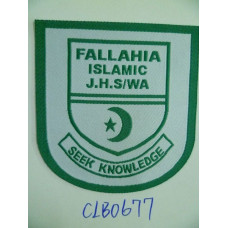 FALLAHIA
ISLAMIC
J.H.S/WA
SEEK KNOWLEDGE
CLB0677